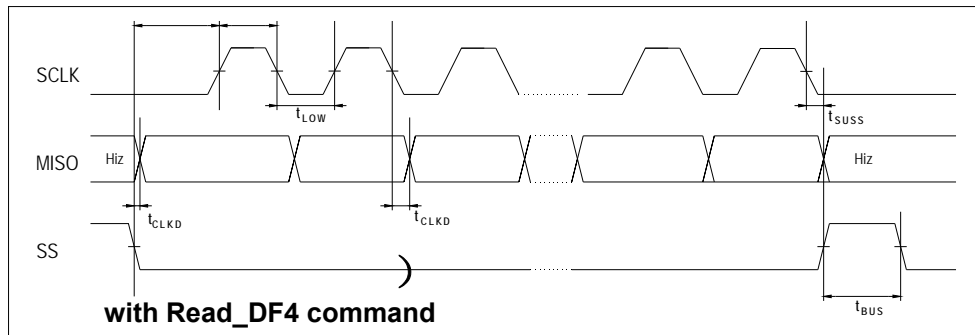 SCLK
t_LOW
t_SUSS
MISO
Hiz
Hiz
t_CLKD
t_CLKD
SS
)
with Read_DF4 command
t_BUS